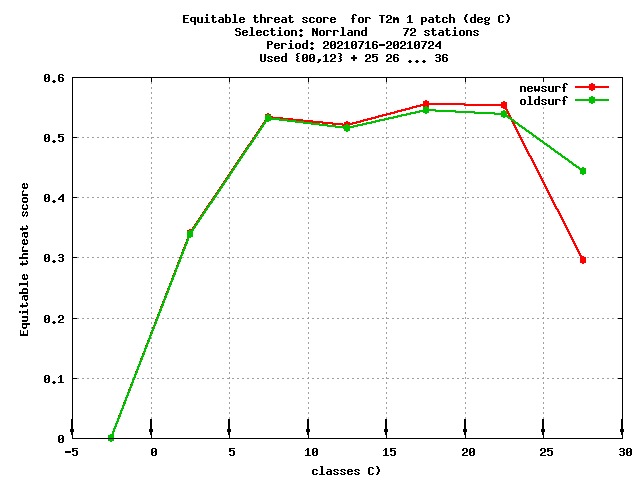 Equitable threat score  for T2m 1 patch (deg C)
Selection: Norrland     72 stations
Period: 20210716-20210724
Used {00,12} + 25 26 ... 36
newsurf
oldsurf
0.6
0.5
0.4
0.3
0.2
0.1
0
Equitable threat score
-5 0 5 10 15 20 25 30
classes C)